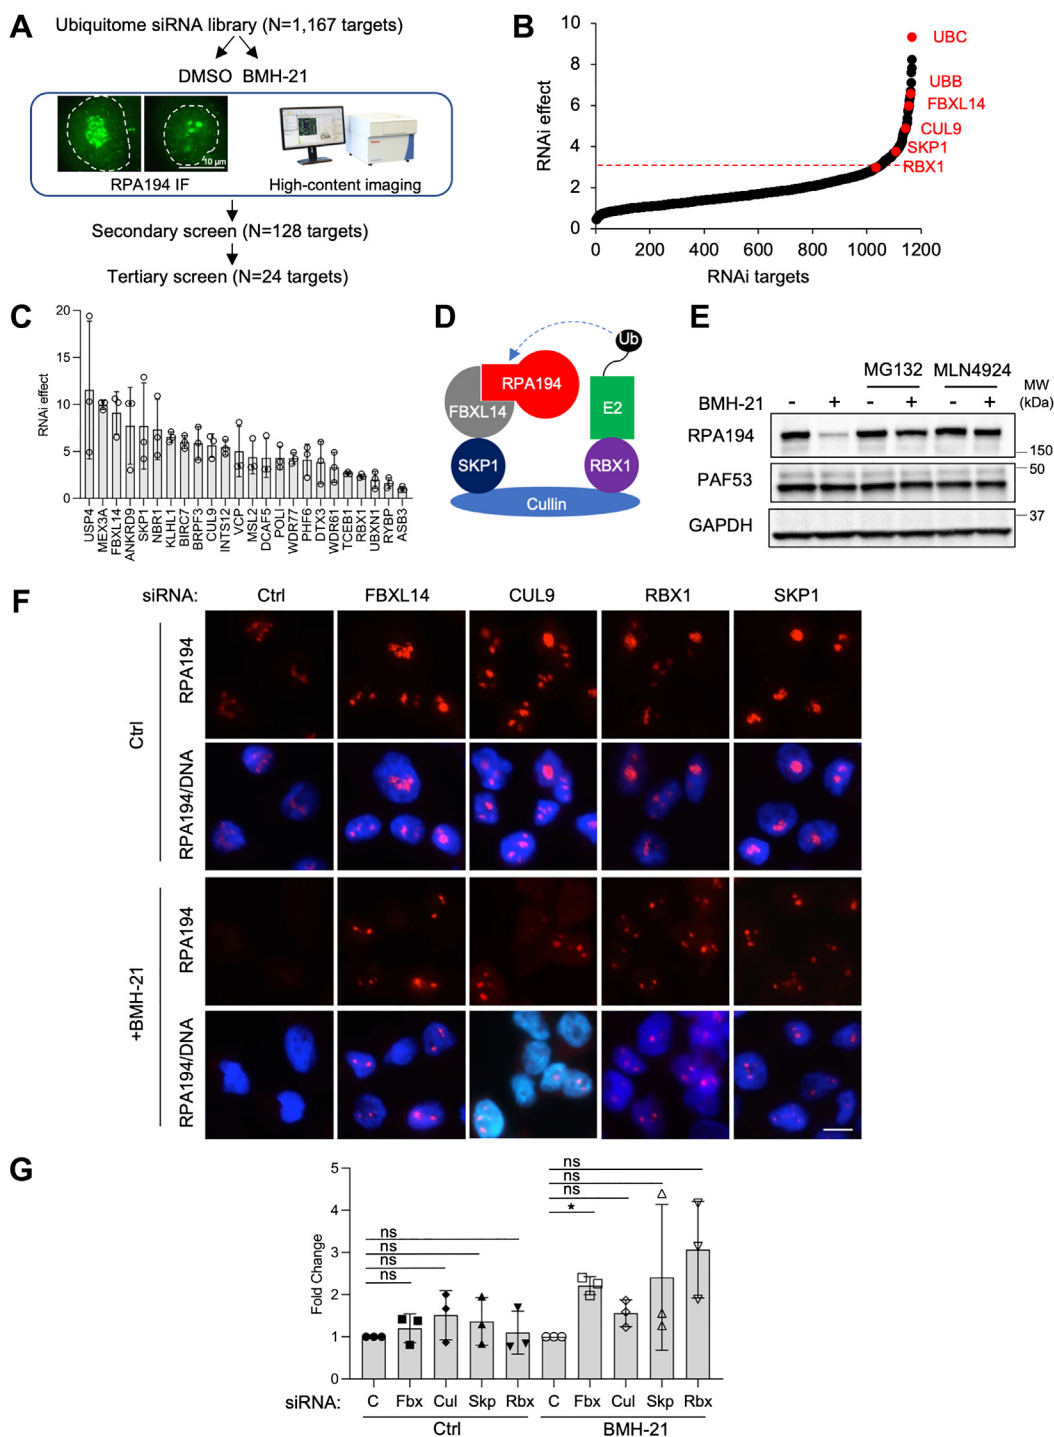 A
Ubiquitome siRNA library (N=1,167 targets)
DMSO BMH-21
10 μm
RPA194 IF
High-content imaging
Secondary screen (N=128 targets)
Tertiary screen (N=24 targets)
B
RNAi effect
10
8
6
4
2
0
UBC
UBB
FBXL14
CUL9
SKP1
RBX1
0 200 400 600 800 1000 1200
RNAi targets
C
RNAi effect
20
15
10
5
0
USP4
MEX3A
FBXL14
ANKRD9
SKP1
NBR1
KLHL1
BIRC7
BRPF3
CUL9
INTS12
VCP
MSL2
DCAF5
POLI
WDR77
PHF6
DTX3
WDR61
TCEB1
RBX1
UBXN1
RYBP
ASB3
D
Ub
RPA194
FBXL14
E2
SKP1
RBX1
Cullin
E
MG132 MLN4924
MW
(kDa)
BMH-21 - + - + - +
RPA194
150
PAF53
50
GAPDH
37
F
siRNA: Ctrl FBXL14 CUL9 RBX1 SKP1
Ctrl
RPA194
RPA194/DNA
+BMH-21
RPA194
RPA194/DNA
G
Fold Change
5
4
3
2
1
0
ns
ns
ns
ns
ns
ns
ns
*
siRNA: C Fbx Cul Skp Rbx C Fbx Cul Skp Rbx
Ctrl BMH-21